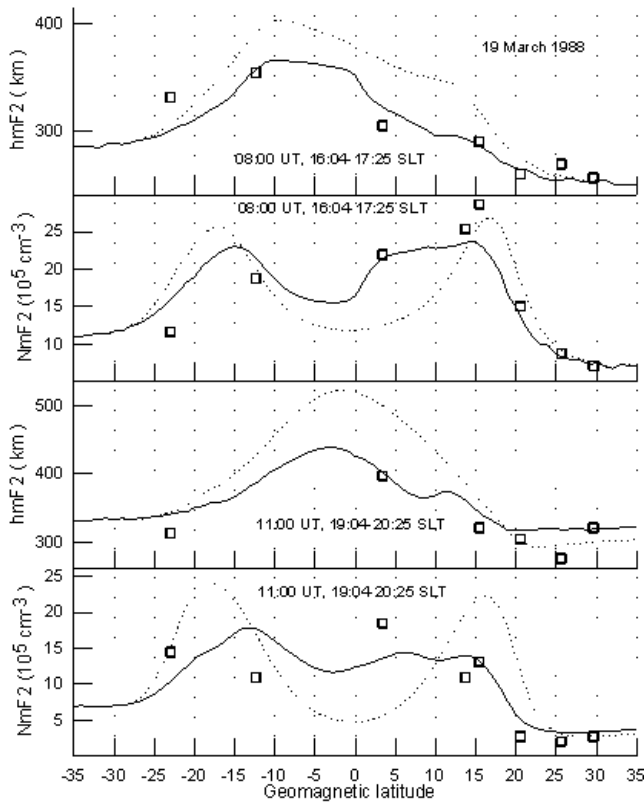 400
19 March 1988
hmF2 ( km)
300
08:00 UT, 16:04-17:25 SLT
08:00 UT, 16:04-17:25 SLT
25
NmF2 (10⁵ cm⁻³)
20
15
10
500
hmF2 ( km)
400
300
11:00 UT, 19:04-20:25 SLT
25
11:00 UT, 19:04-20:25 SLT
NmF2 (10⁵ cm⁻³)
20
15
10
5
-35 -30 -25 -20 -15 -10 -5 0 5 10 15 20 25 30 35
Geomagnetic latitude